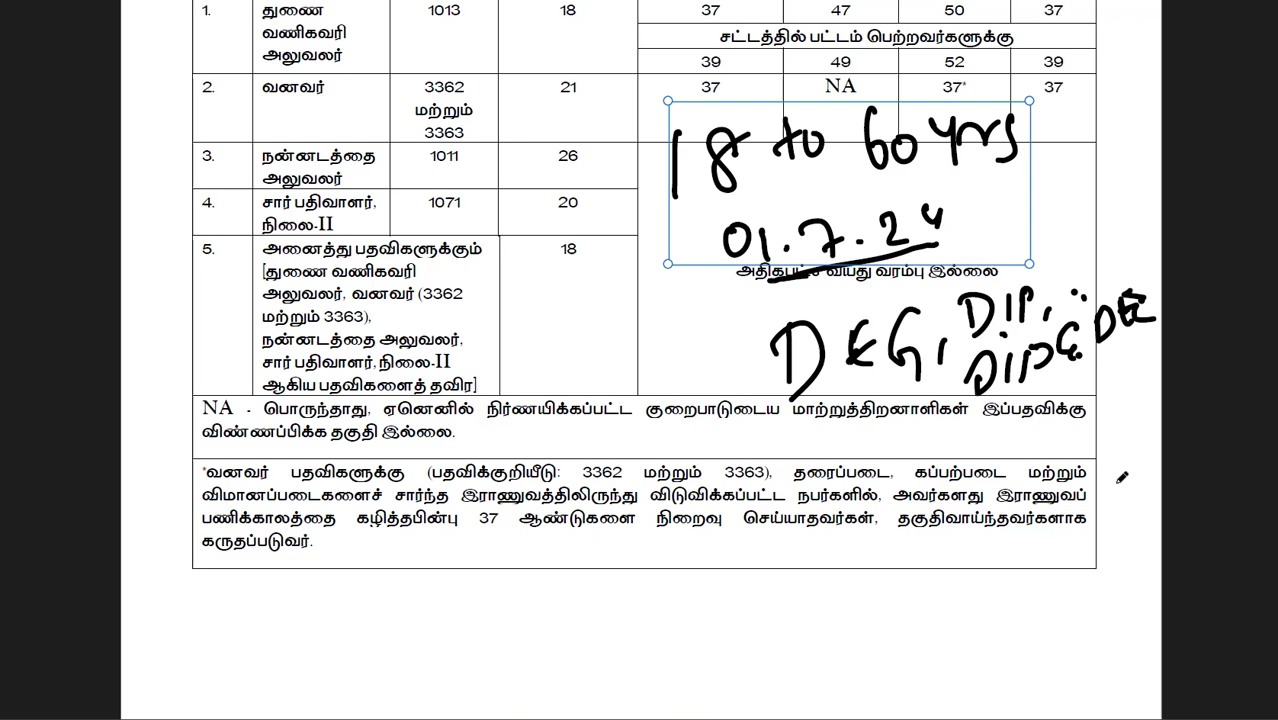 1. துணை 1013 18 37 47 50 37
வணிகவரி
அலுவலர்
சட்டத்தில் பட்டம் பெற்றவர்களுக்கு
39 49 52 39
2. வனவர் 3362 21 37 NA 37* 37
மற்றும்
3363
18 to 60 yrs
3. நன்னடத்தை 1011 26
அலுவலர்
4. சார் பதிவாளர், 1071 20
நிலை-II
01.7.24
5. அனைத்து பதவிகளுக்கும் 18
[துணை வணிகவரி
அலுவலர், வனவர் (3362
மற்றும் 3363),
நன்னடத்தை அலுவலர்,
சார் பதிவாளர், நிலை-II
ஆகிய பதவிகளைத் தவிர]
அதிகபட்ச வயது வரம்பு இல்லை
DEG, DIP,
NA - பொருந்தாது, ஏனெனில் நிர்ணயிக்கப்பட்ட குறைபாடுடைய மாற்றுத்திறனாளிகள் இப்பதவிக்கு
விண்ணப்பிக்க தகுதி இல்லை.
*வனவர் பதவிகளுக்கு (பதவிக்குறியீடு: 3362 மற்றும் 3363), தரைப்படை, கப்பற்படை மற்றும்
விமானப்படைகளைச் சார்ந்த இராணுவத்திலிருந்து விடுவிக்கப்பட்ட நபர்களில், அவர்களது இராணுவப்
பணிக்காலத்தை கழித்தபின்பு 37 ஆண்டுகளை நிறைவு செய்யாதவர்கள், தகுதிவாய்ந்தவர்களாக
கருதப்படுவர்.